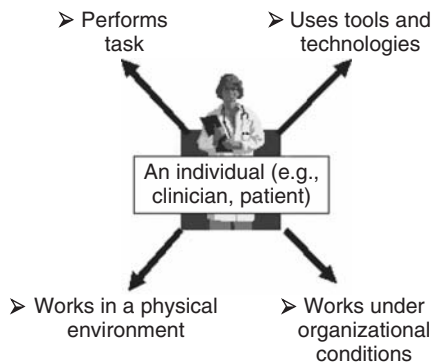 ➢ Performs
task
➢ Uses tools and
technologies
An individual (e.g.,
clinician, patient)
➢ Works in a physical
environment
➢ Works under
organizational
conditions